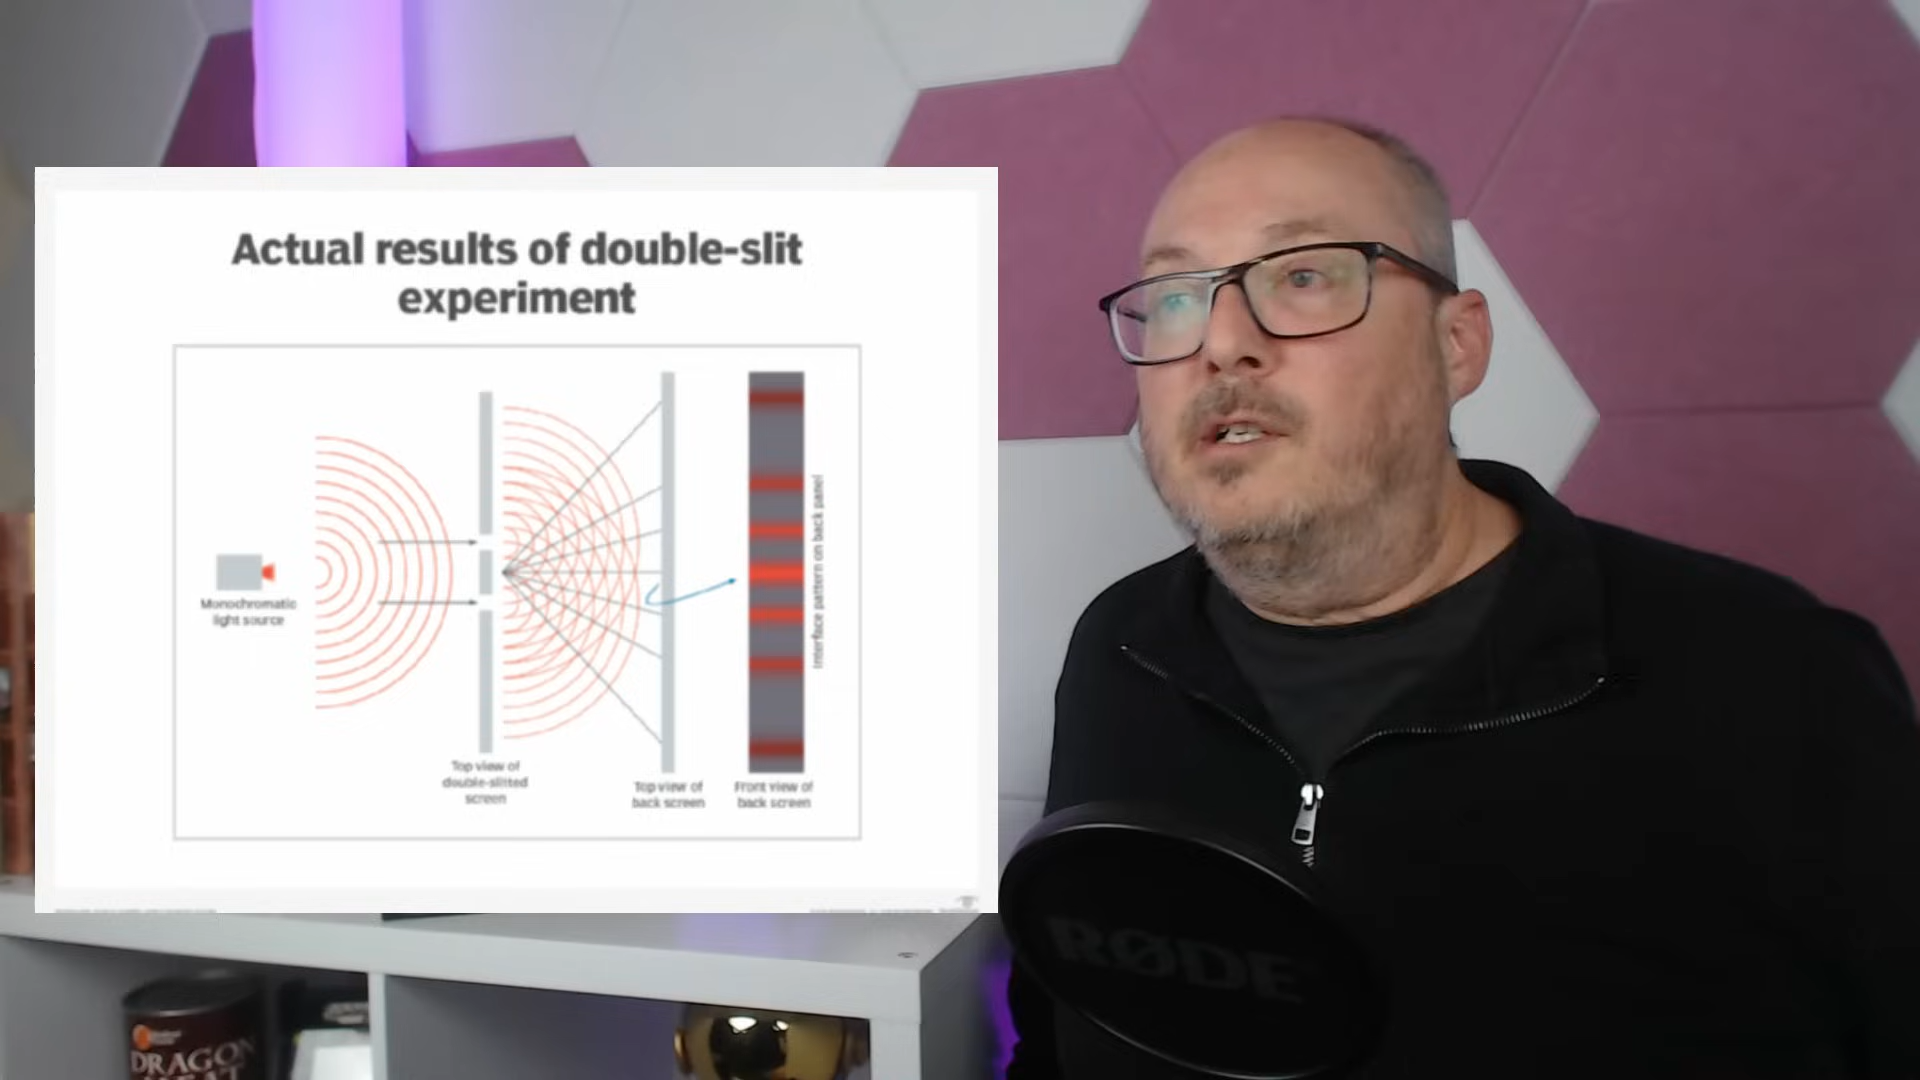 Actual results of double-slit
experiment
Monochromatic
light source
Top view of
double-slitted
screen
Top view of
back screen
Front view of
back screen
Interface pattern on back panel
RØDE
DRAGON
MEAT